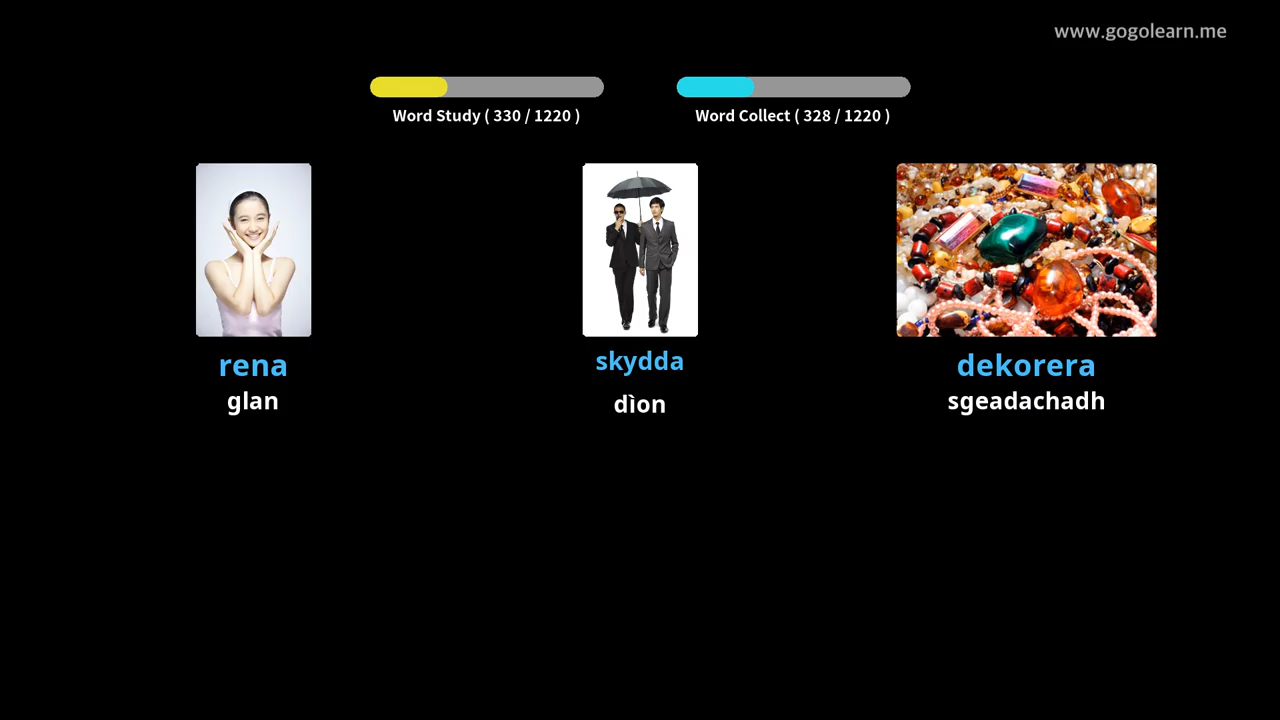 www.gogolearn.me
Word Study ( 330 / 1220 )
Word Collect ( 328 / 1220 )
rena
glan
skydda
dìon
dekorera
sgeadachadh